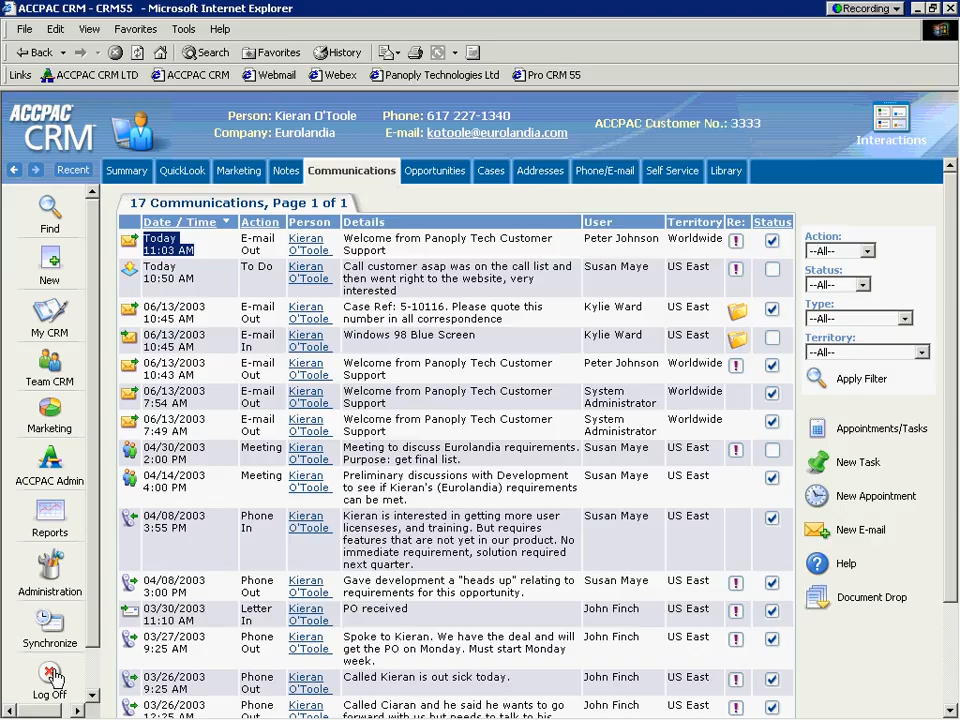 ACCPAC CRM - CRM55 - Microsoft Internet Explorer
Recording
File Edit View Favorites Tools Help
Back Search Favorites History
Links ACCPAC CRM LTD ACCPAC CRM Webmail Webex Panoply Technologies Ltd Pro CRM 55
ACCPAC CRM
Person: Kieran O'Toole Phone: 617 227-1340
Company: Eurolandia E-mail: kotoole@eurolandia.com
ACCPAC Customer No.: 3333
Interactions
Recent Summary QuickLook Marketing Notes Communications Opportunities Cases Addresses Phone/E-mail Self Service Library
Find
New
My CRM
Team CRM
Marketing
ACCPAC Admin
Reports
Administration
Synchronize
Log Off
17 Communications, Page 1 of 1
Date / Time Action Person Details User Territory Re: Status
Today E-mail Kieran Welcome from Panoply Tech Customer Peter Johnson Worldwide
11:03 AM Out O'Toole Support
Today To Do Kieran Call customer asap was on the call list and Susan Maye US East
10:50 AM O'Toole then went right to the website, very
interested
06/13/2003 E-mail Kieran Case Ref: 5-10116. Please quote this Kylie Ward US East
10:45 AM Out O'Toole number in all correspondence
06/13/2003 E-mail Kieran Windows 98 Blue Screen Kylie Ward US East
10:45 AM In O'Toole
06/13/2003 E-mail Kieran Welcome from Panoply Tech Customer Peter Johnson Worldwide
10:43 AM Out O'Toole Support
06/13/2003 E-mail Kieran Welcome from Panoply Tech Customer System Worldwide
7:54 AM Out O'Toole Support Administrator
06/13/2003 E-mail Kieran Welcome from Panoply Tech Customer System Worldwide
7:49 AM Out O'Toole Support Administrator
04/30/2003 Meeting Kieran Meeting to discuss Eurolandia requirements. Susan Maye US East
2:00 PM O'Toole Purpose: get final list.
04/14/2003 Meeting Kieran Preliminary discussions with Development Susan Maye US East
4:00 PM O'Toole to see if Kieran's (Eurolandia) requirements
can be met.
04/08/2003 Phone Kieran Kieran is interested in getting more user Susan Maye US East
3:55 PM In O'Toole licenseses, and training. But requires
features that are not yet in our product. No
immediate requirement, solution required
next quarter.
04/08/2003 Phone Kieran Gave development a "heads up" relating to Susan Maye US East
3:00 PM Out O'Toole requirements for this opportunity.
03/30/2003 Letter Kieran PO received John Finch US East
11:10 AM In O'Toole
03/27/2003 Phone Kieran Spoke to Kieran. We have the deal and will John Finch US East
9:25 AM Out O'Toole get the PO on Monday. Must start Monday
week.
03/26/2003 Phone Kieran Called Kieran is out sick today. John Finch US East
9:25 AM Out O'Toole
03/26/2003 Phone Kieran Called Ciaran and he said he wants to go John Finch US East
12:25 PM Out O'Toole forward with us but needs to talk to his
Action:
--All--
Status:
--All--
Type:
--All--
Territory:
--All--
Apply Filter
Appointments/Tasks
New Task
New Appointment
New E-mail
Help
Document Drop